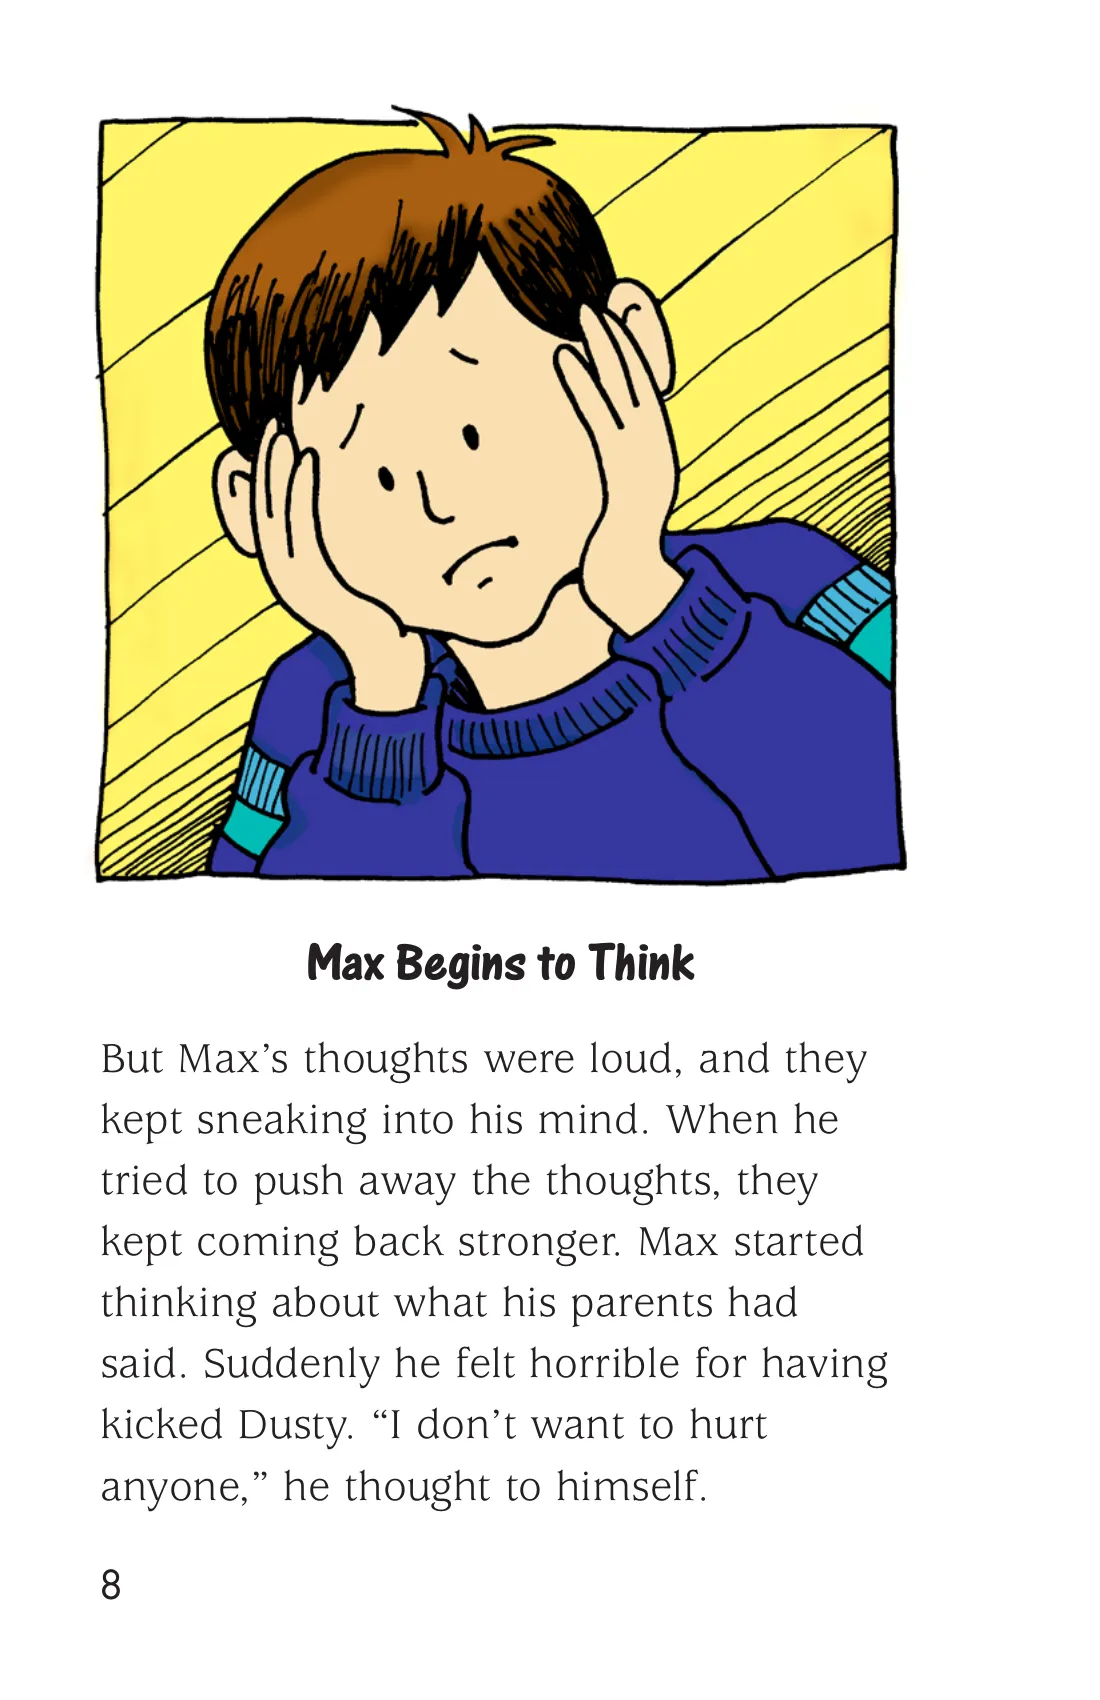 Max Begins to Think
But Max’s thoughts were loud, and they
kept sneaking into his mind. When he
tried to push away the thoughts, they
kept coming back stronger. Max started
thinking about what his parents had
said. Suddenly he felt horrible for having
kicked Dusty. “I don’t want to hurt
anyone,” he thought to himself.
8